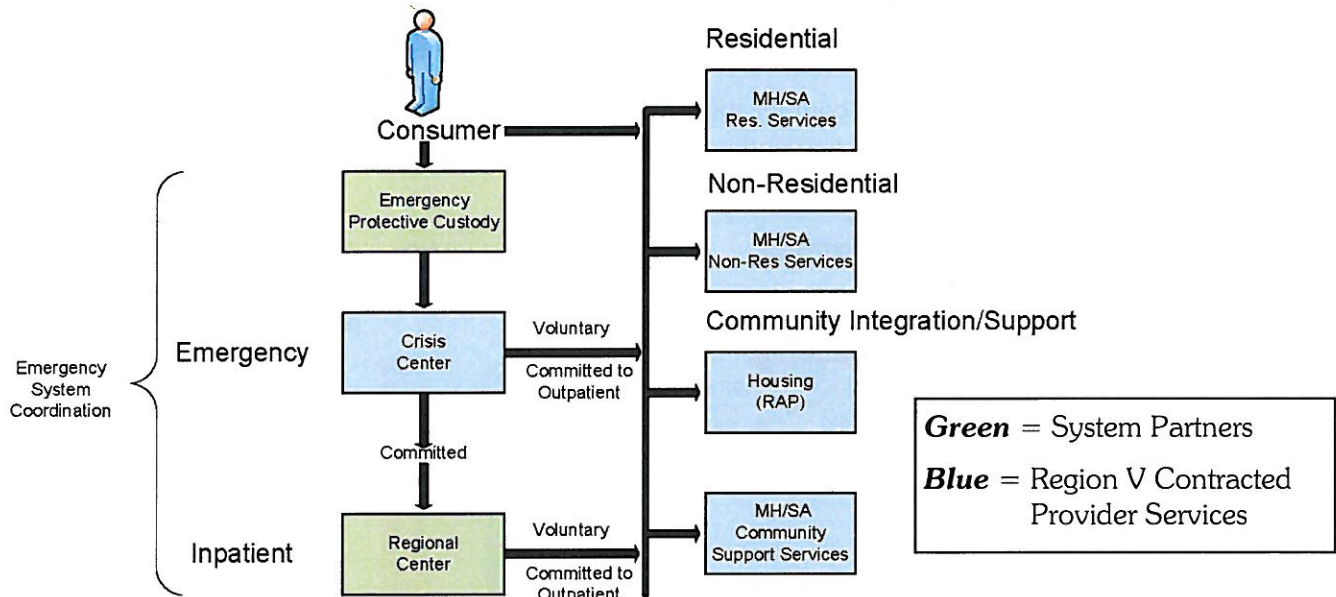 Consumer
Emergency
Protective Custody
Emergency
System
Coordination
Emergency
Crisis
Center
Voluntary
Committed to
Outpatient
Committed
Inpatient
Regional
Center
Voluntary
Committed to
Outpatient
Residential
MH/SA
Res. Services
Non-Residential
MH/SA
Non-Res Services
Community Integration/Support
Housing
(RAP)
MH/SA
Community
Support Services
Green = System Partners
Blue = Region V Contracted
Provider Services